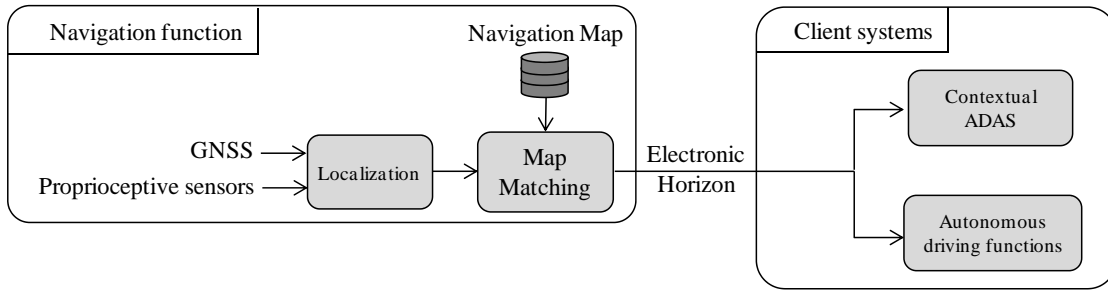 Navigation function
Navigation Map
GNSS
Proprioceptive sensors
Localization
Map
Matching
Electronic
Horizon
Client systems
Contextual
ADAS
Autonomous
driving functions